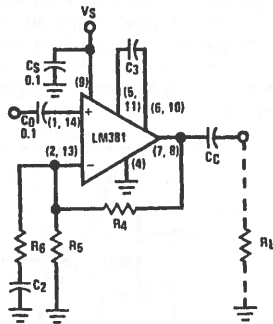 VS
CS
0.1
(9)
C3
(5,
11)
(6, 10)
C0
0.1
(1, 14)
+
LM381
(2, 13)
−
(4)
(7, 8)
CC
R4
R6
R5
C2
RL